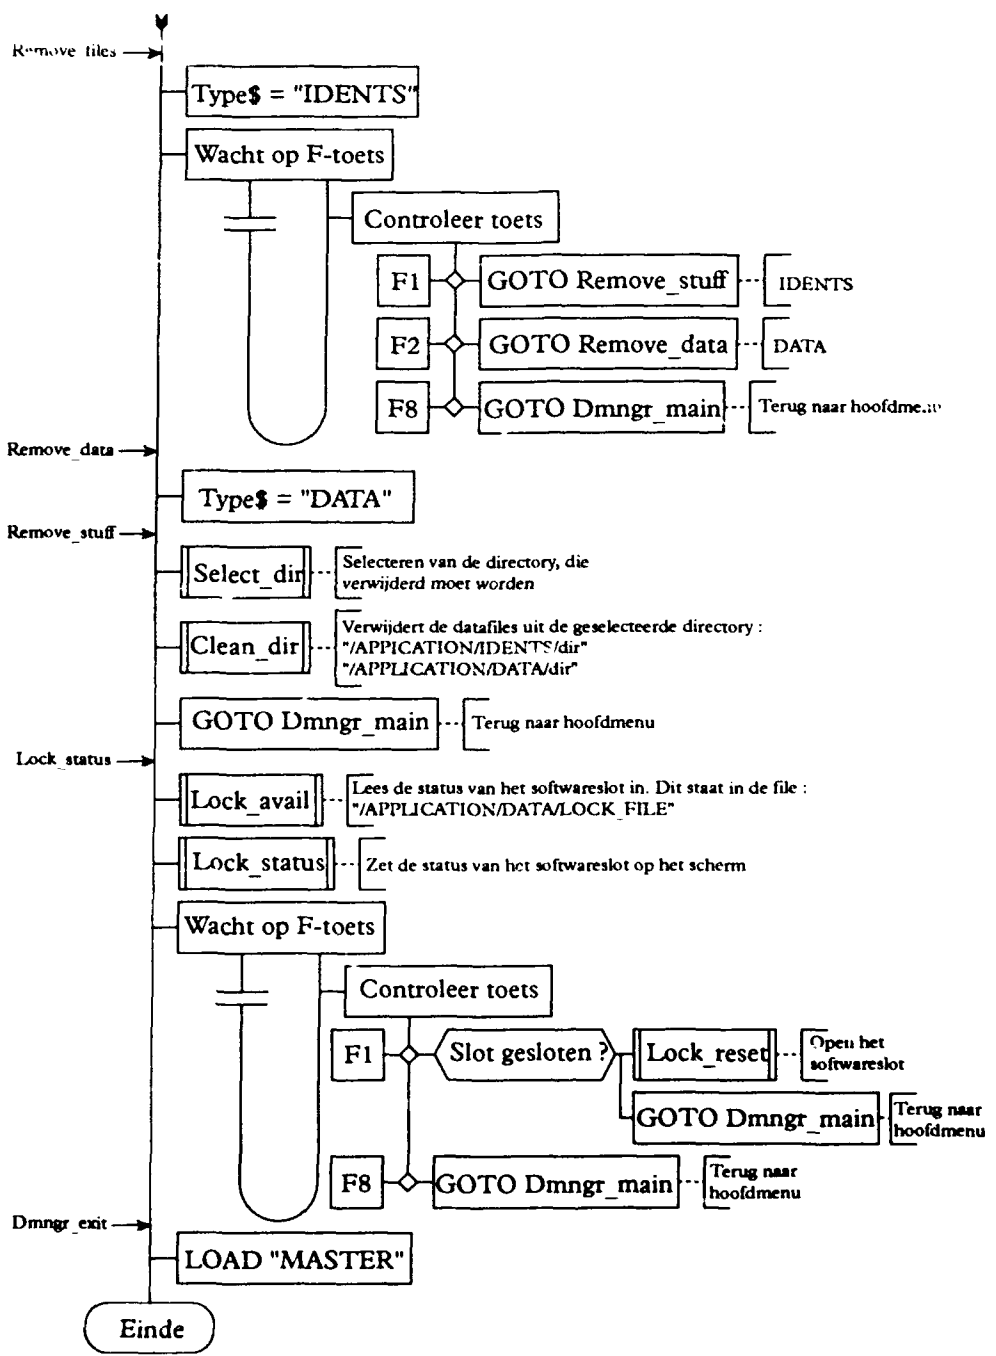 Remove_files
Type$ = "IDENTS"
Wacht op F-toets
Controleer toets
F1
GOTO Remove_stuff
IDENTS
F2
GOTO Remove_data
DATA
F8
GOTO Dmngr_main
Terug naar hoofdmenu
Remove_data
Type$ = "DATA"
Remove_stuff
Select_dir
Selecteren van de directory, die
verwijderd moet worden
Clean_dir
Verwijdert de datafiles uit de geselecteerde directory :
"/APPICATION/IDENTS/dir"
"/APPLICATION/DATA/dir"
GOTO Dmngr_main
Terug naar hoofdmenu
Lock_status
Lock_avail
Lees de status van het softwareslot in. Dit staat in de file :
"/APPLICATION/DATA/LOCK_FILE"
Lock_status
Zet de status van het softwareslot op het scherm
Wacht op F-toets
Controleer toets
F1
Slot gesloten ?
Lock_reset
Open het
softwareslot
GOTO Dmngr_main
Terug naar
hoofdmenu
F8
GOTO Dmngr_main
Terug naar
hoofdmenu
Dmngr_exit
LOAD "MASTER"
Einde